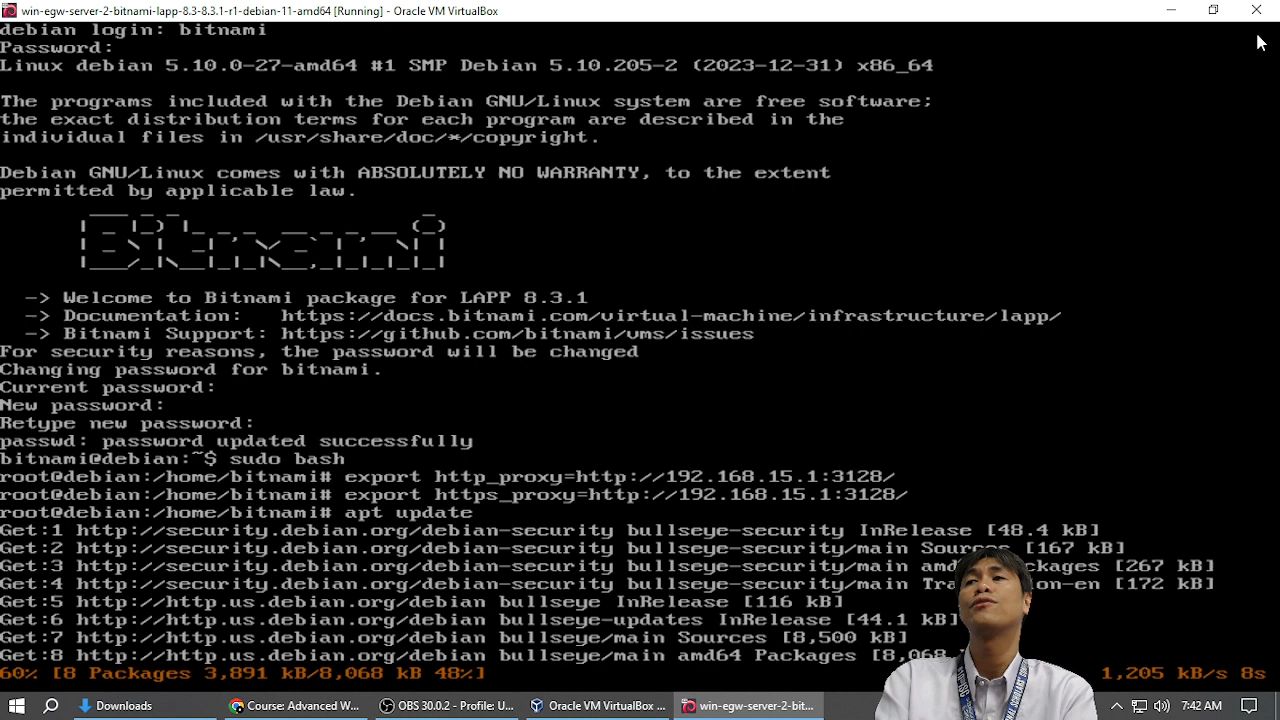 win-egw-server-2-bitnami-lapp-8.3-8.3.1-r1-debian-11-amd64 [Running] - Oracle VM VirtualBox
debian login: bitnami
Password:
Linux debian 5.10.0-27-amd64 #1 SMP Debian 5.10.205-2 (2023-12-31) x86_64
The programs included with the Debian GNU/Linux system are free software;
the exact distribution terms for each program are described in the
individual files in /usr/share/doc/*/copyright.
Debian GNU/Linux comes with ABSOLUTELY NO WARRANTY, to the extent
permitted by applicable law.
Bitnami
-> Welcome to Bitnami package for LAPP 8.3.1
-> Documentation: https://docs.bitnami.com/virtual-machine/infrastructure/lapp/
-> Bitnami Support: https://github.com/bitnami/vms/issues
For security reasons, the password will be changed
Changing password for bitnami.
Current password:
New password:
Retype new password:
passwd: password updated successfully
bitnami@debian:~$ sudo bash
root@debian:/home/bitnami# export http_proxy=http://192.168.15.1:3128/
root@debian:/home/bitnami# export https_proxy=http://192.168.15.1:3128/
root@debian:/home/bitnami# apt update
Get:1 http://security.debian.org/debian-security bullseye-security InRelease [48.4 kB]
Get:2 http://security.debian.org/debian-security bullseye-security/main Sources [167 kB]
Get:3 http://security.debian.org/debian-security bullseye-security/main Packages [267 kB]
Get:4 http://security.debian.org/debian-security bullseye-security/main [172 kB]
Get:5 http://http.us.debian.org/debian bullseye InRelease [116 kB]
Get:6 http://http.us.debian.org/debian bullseye-updates InRelease [44.1 kB]
Get:7 http://http.us.debian.org/debian bullseye/main Sources [8,500 kB]
Get:8 http://http.us.debian.org/debian bullseye/main amd64 Packages [8,068
60% [8 Packages 3,891 kB/8,068 kB 48%] 1,205 kB/s 8s
Downloads
Course: Advanced W...
OBS 30.0.2 - Profile: U...
Oracle VM VirtualBox ...
win-egw-server-2-bit...
7:42 AM